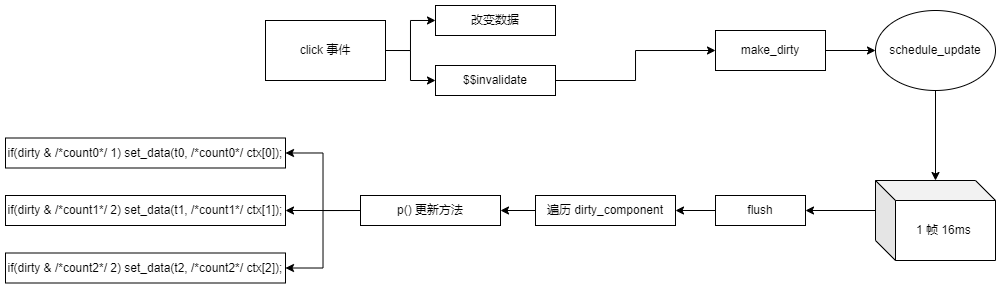 改变数据
click 事件
$$invalidate
make_dirty
schedule_update
if(dirty & /*count0*/ 1) set_data(t0, /*count0*/ ctx[0]);
if(dirty & /*count1*/ 2) set_data(t1, /*count1*/ ctx[1]);
if(dirty & /*count2*/ 2) set_data(t2, /*count2*/ ctx[2]);
p() 更新方法
遍历 dirty_component
flush
1 帧 16ms